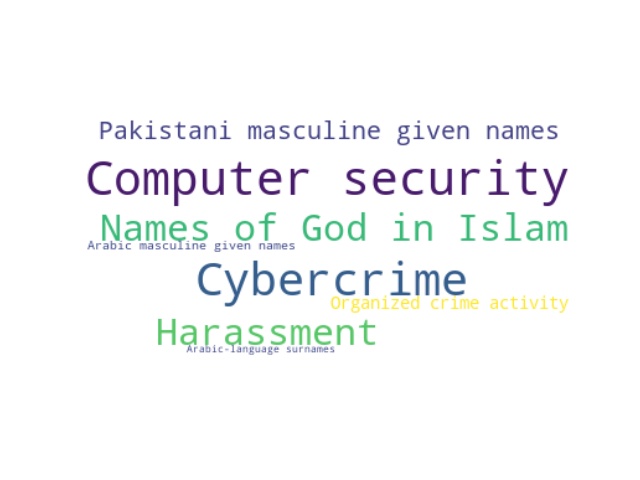 Pakistani masculine given names
Computer security
Names of God in Islam
Arabic masculine given names
Cybercrime
Organized crime activity
Harassment
Arabic-language surnames